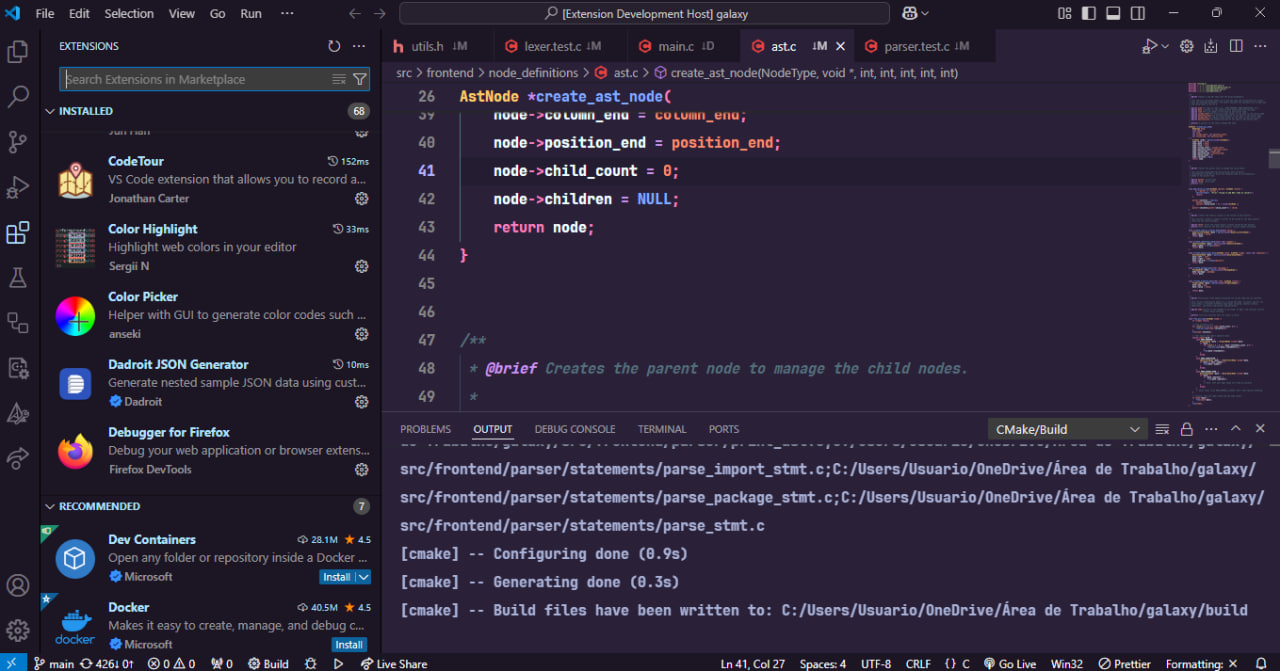 File Edit Selection View Go Run ···
[Extension Development Host] galaxy
EXTENSIONS
Search Extensions in Marketplace
INSTALLED 68
CodeTour 152ms
VS Code extension that allows you to record a...
Jonathan Carter
Color Highlight 33ms
Highlight web colors in your editor
Sergii N
Color Picker
Helper with GUI to generate color codes such ...
anseki
Dadroit JSON Generator 10ms
Generate nested sample JSON data using cust...
Dadroit
Debugger for Firefox
Debug your web application or browser extens...
Firefox DevTools
RECOMMENDED 7
Dev Containers 28.1M 4.5
Open any folder or repository inside a Docker ...
Microsoft Install
Docker 40.5M 4.5
Makes it easy to create, manage, and debug c...
docker
Microsoft Install
utils.h ↓M lexer.test.c ↓M main.c ↓D ast.c ↓M parser.test.c ↓M
src > frontend > node_definitions > ast.c > create_ast_node(NodeType, void *, int, int, int, int, int)
26 AstNode *create_ast_node(
39 node->column_end = column_end;
40 node->position_end = position_end;
41 node->child_count = 0;
42 node->children = NULL;
43 return node;
44 }
45
46
47 /**
48 * @brief Creates the parent node to manage the child nodes.
49 *
PROBLEMS OUTPUT DEBUG CONSOLE TERMINAL PORTS CMake/Build
src/frontend/parser/statements/parse_import_stmt.c;C:/Users/Usuario/OneDrive/Área de Trabalho/galaxy/
src/frontend/parser/statements/parse_package_stmt.c;C:/Users/Usuario/OneDrive/Área de Trabalho/galaxy/
src/frontend/parser/statements/parse_stmt.c
[cmake] -- Configuring done (0.9s)
[cmake] -- Generating done (0.3s)
[cmake] -- Build files have been written to: C:/Users/Usuario/OneDrive/Área de Trabalho/galaxy/build
main 426↓ 0↑ 0 0 0 Build Live Share Ln 41, Col 27 Spaces: 4 UTF-8 CRLF {} C Go Live Win32 Prettier Formatting: ✕